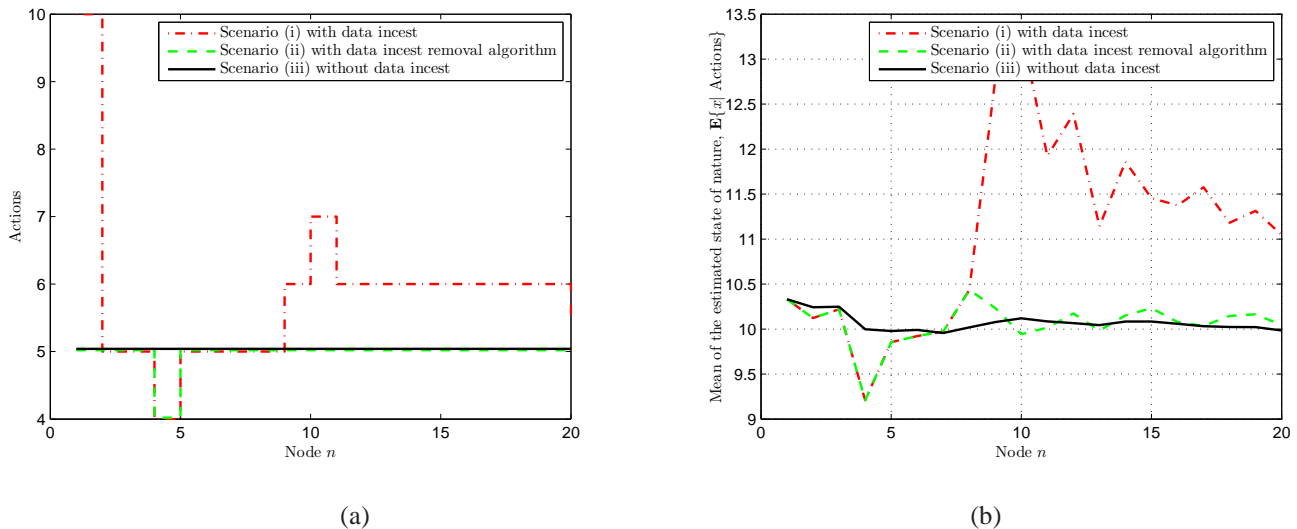 10
9
8
7
6
5
4
0
5
10
15
20
Actions
Node n
Scenario (i) with data incest
Scenario (ii) with data incest removal algorithm
Scenario (iii) without data incest
(a)
13.5
13
12.5
12
11.5
11
10.5
10
9.5
9
0
5
10
15
20
Mean of the estimated state of nature, E{x| Actions}
Node n
Scenario (i) with data incest
Scenario (ii) with data incest removal algorithm
Scenario (iii) without data incest
(b)